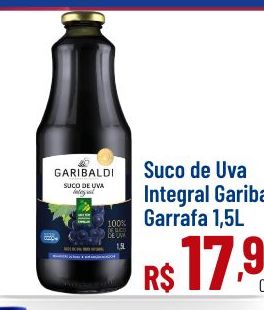 GARIBALDI
SUCO DE UVA
Integral
100%
DE SUCO
DE UVA
1,5L
Suco de Uva
Integral Gariba
Garrafa 1,5L
R$ 17,9